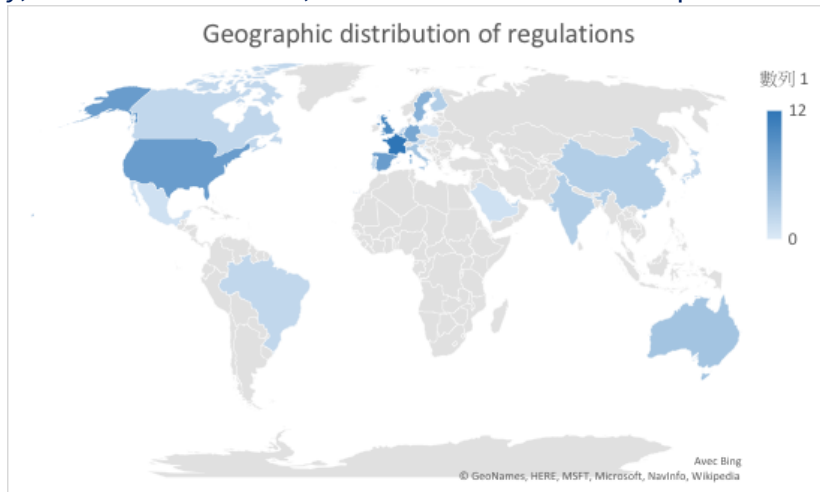 Geographic distribution of regulations
數列 1
12
0
Avec Bing
© GeoNames, HERE, MSFT, Microsoft, NavInfo, Wikipedia